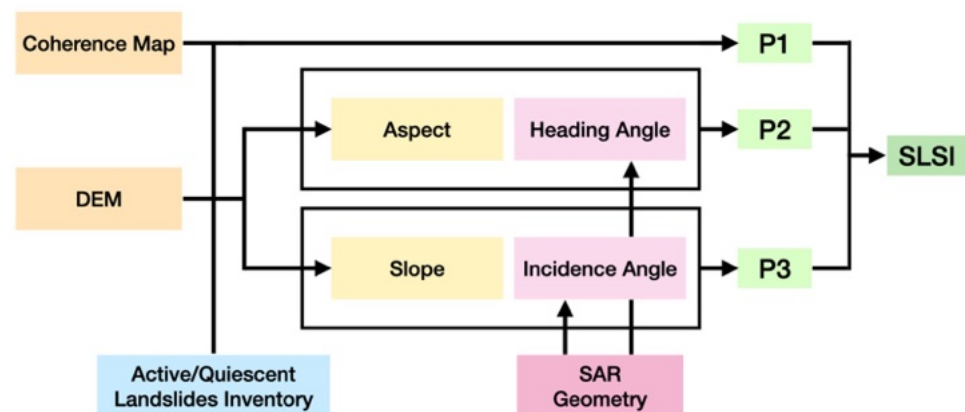 Coherence Map
P1
Aspect
Heading Angle
P2
SLSI
DEM
Slope
Incidence Angle
P3
Active/Quiescent
Landslides Inventory
SAR
Geometry